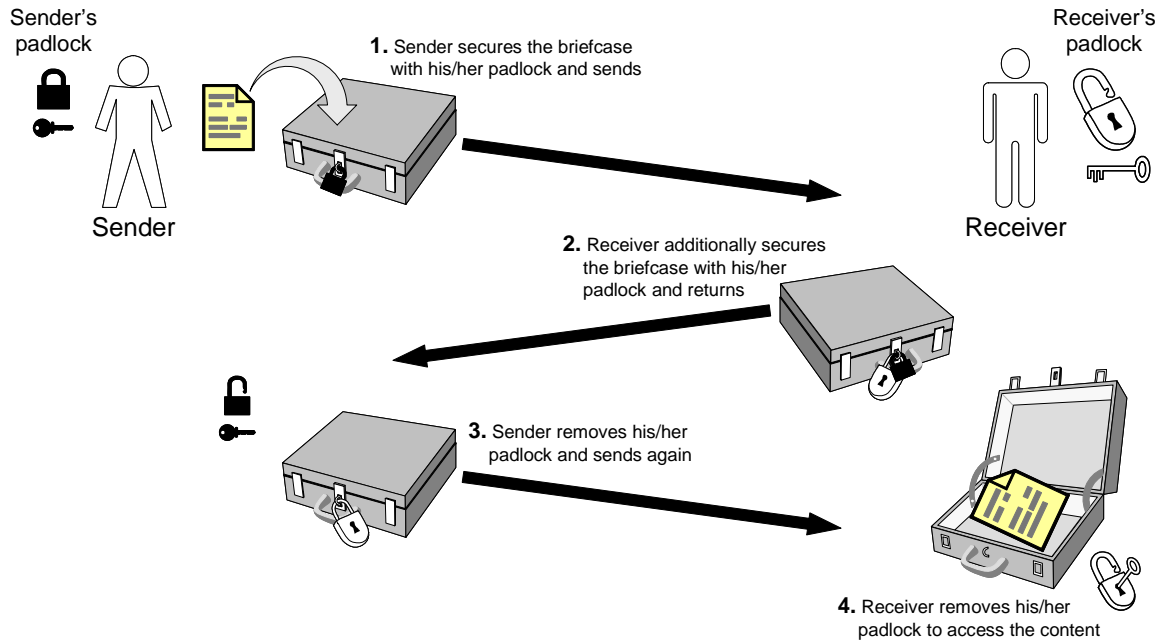 Sender's
padlock
1. Sender secures the briefcase
with his/her padlock and sends
Receiver's
padlock
Sender
Receiver
2. Receiver additionally secures
the briefcase with his/her
padlock and returns
3. Sender removes his/her
padlock and sends again
4. Receiver removes his/her
padlock to access the content